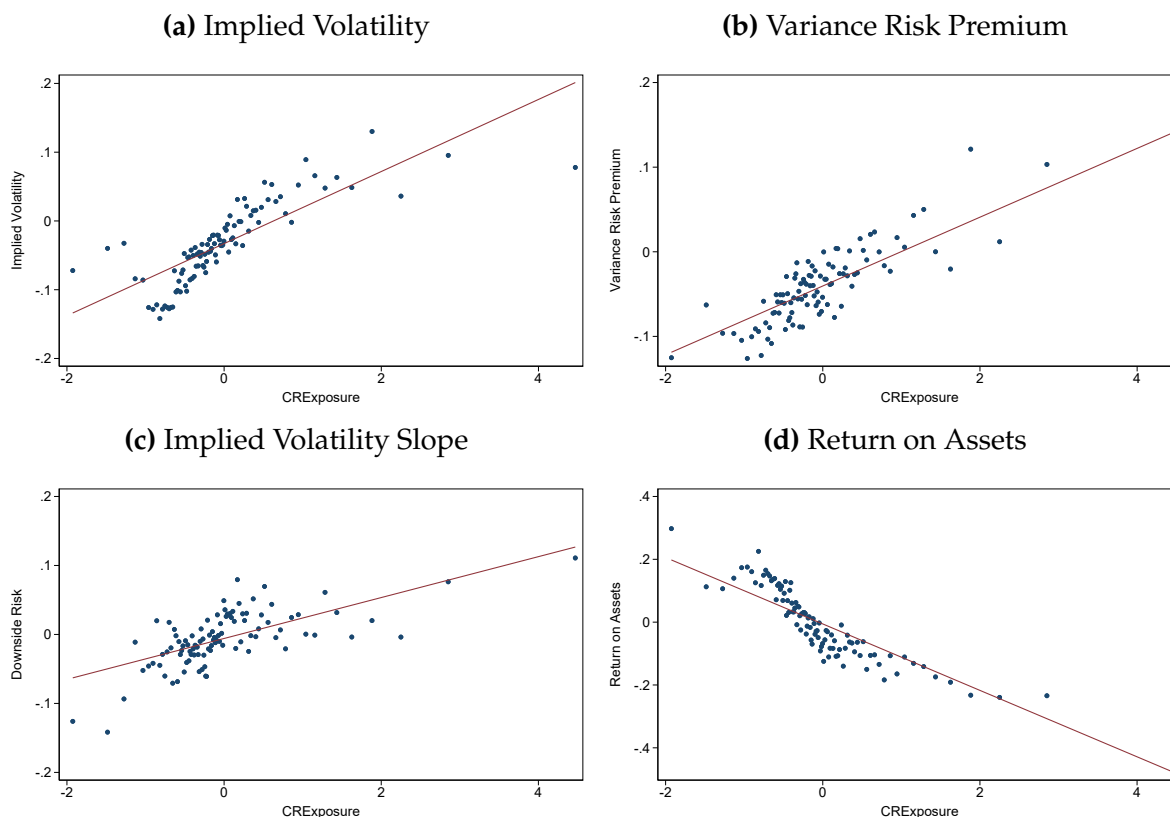 (a) Implied Volatility
.2
.1
0
-.1
-.2
Implied Volatility
-2
0
2
4
CRExposure
(b) Variance Risk Premium
.2
.1
0
-.1
Variance Risk Premium
-2
0
2
4
CRExposure
(c) Implied Volatility Slope
.2
.1
0
-.1
-.2
Downside Risk
-2
0
2
4
CRExposure
(d) Return on Assets
.4
.2
0
-.2
-.4
Return on Assets
-2
0
2
4
CRExposure